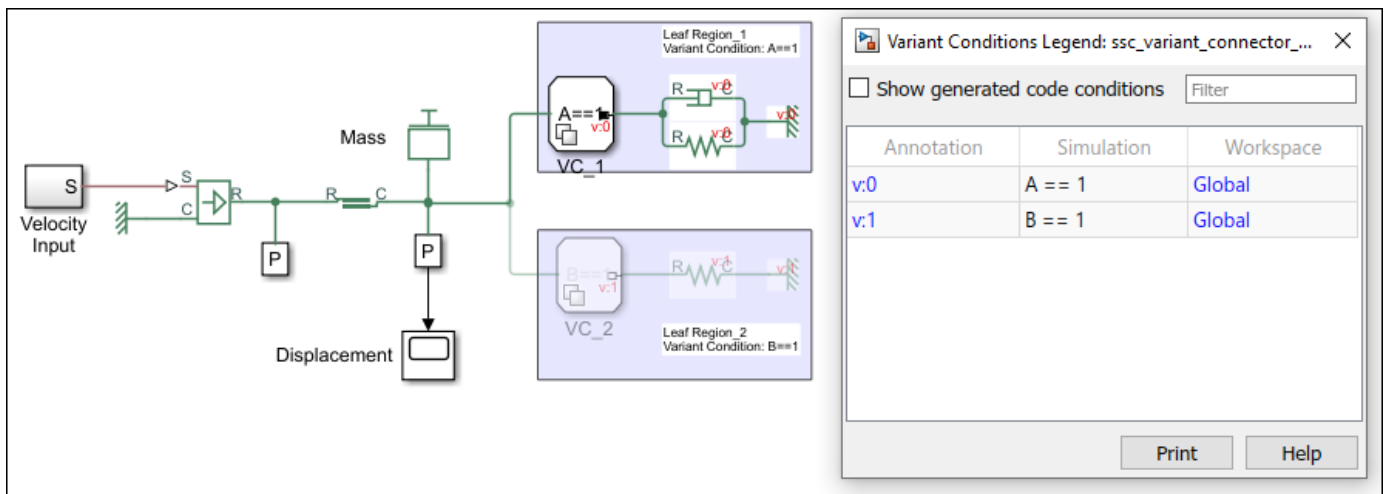 S
Velocity
Input
S
C
R
P
R
C
Mass
P
Displacement
Leaf Region_1
Variant Condition: A==1
A==1
v:0
VC_1
R
v:0
C
R
v:0
C
v:0
B==1
v:1
VC_2
R
v:1
C
v:1
Leaf Region_2
Variant Condition: B==1
Variant Conditions Legend: ssc_variant_connector_...
Show generated code conditions
Filter
Annotation Simulation Workspace
v:0 A == 1 Global
v:1 B == 1 Global
Print Help